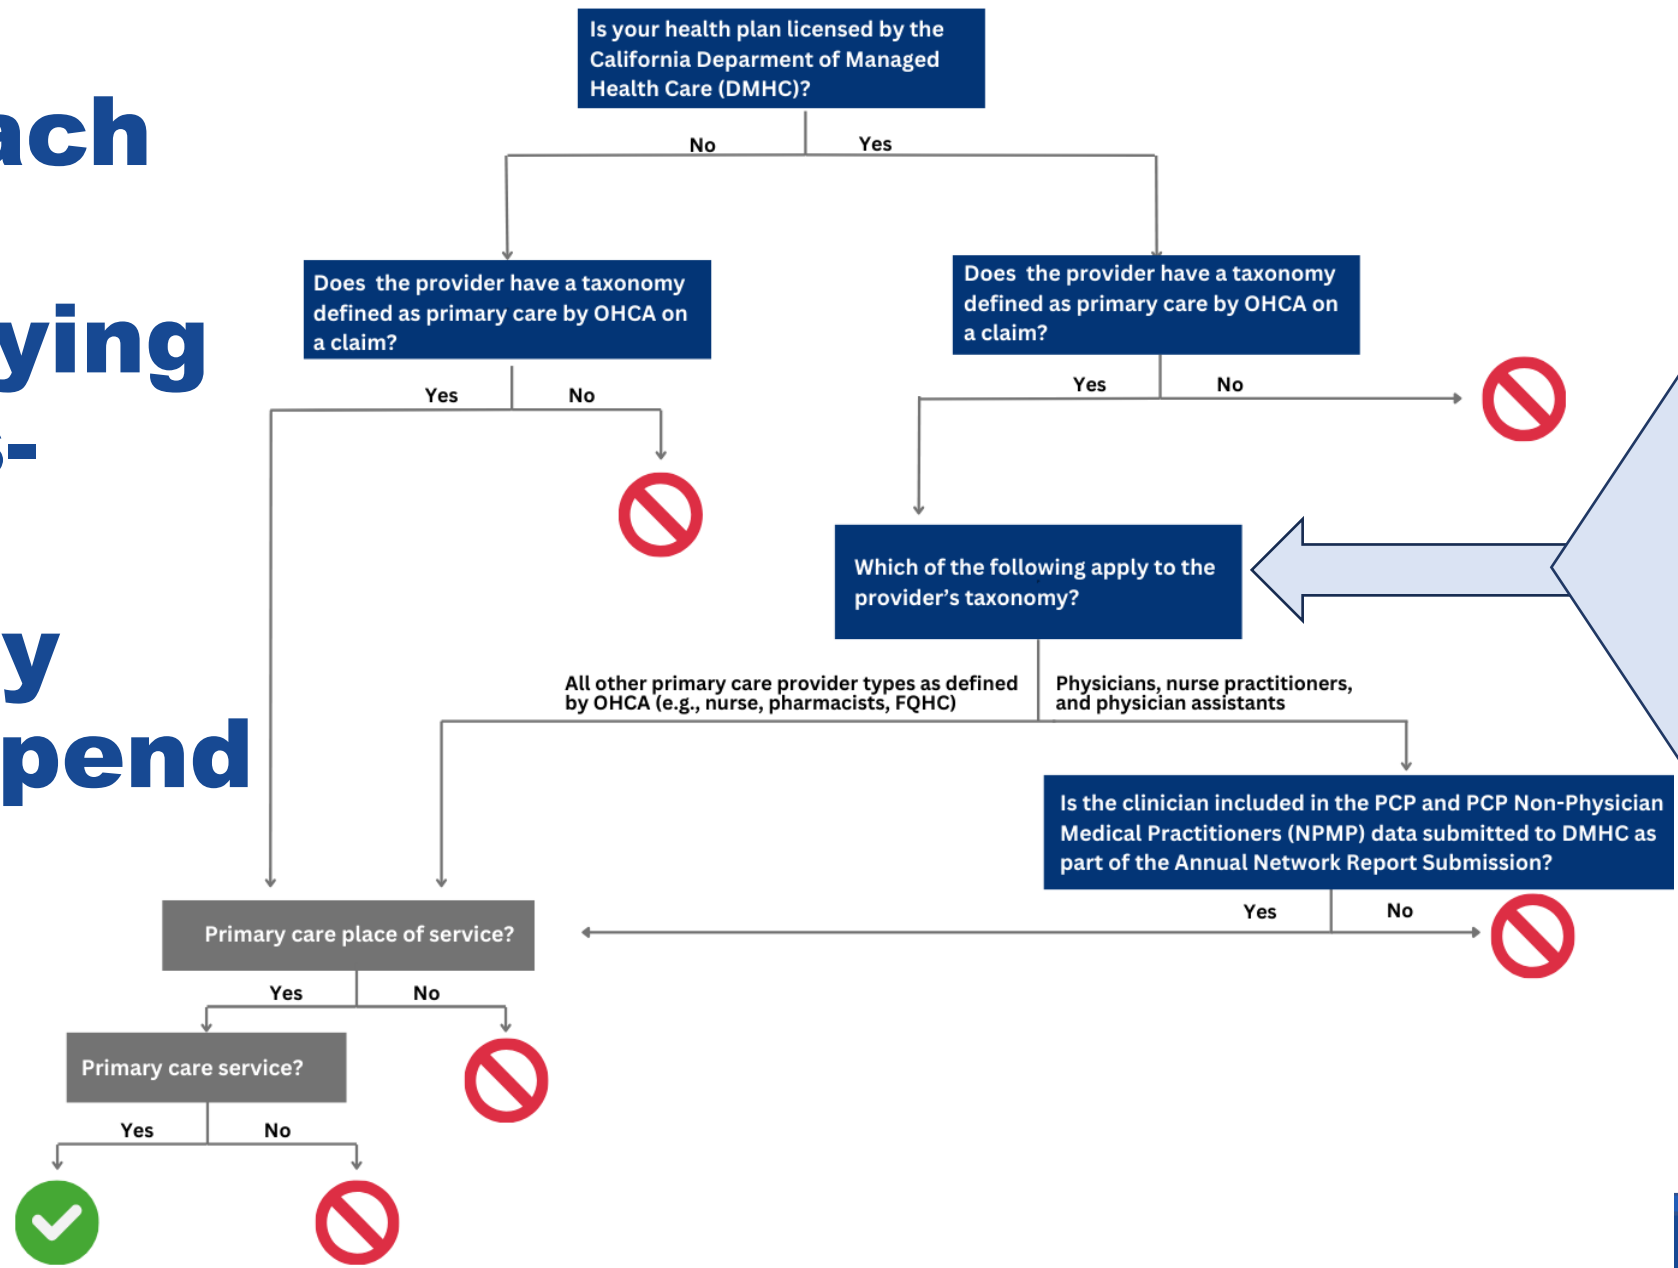 Is your health plan licensed by the
California Deparment of Managed
Health Care (DMHC)?
ach
ying
s-
y
pend
No
Yes
Does the provider have a taxonomy
defined as primary care by OHCA on
a claim?
Does the provider have a taxonomy
defined as primary care by OHCA on
a claim?
Yes
No
Yes
No
Which of the following apply to the
provider's taxonomy?
All other primary care provider types as defined
by OHCA (e.g., nurse, pharmacists, FQHC)
Physicians, nurse practitioners,
and physician assistants
Is the clinician included in the PCP and PCP Non-Physician
Medical Practitioners (NPMP) data submitted to DMHC as
part of the Annual Network Report Submission?
Yes
No
Primary care place of service?
Yes
No
Primary care service?
Yes
No